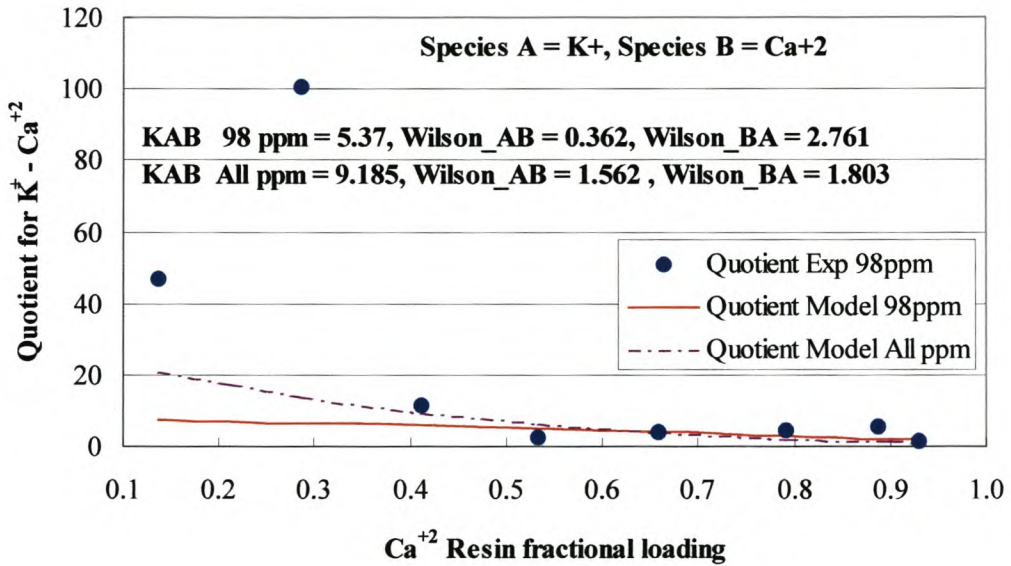 120
100
80
60
40
20
0
Species A = K+, Species B = Ca+2
KAB 98 ppm = 5.37, Wilson_AB = 0.362, Wilson_BA = 2.761
KAB All ppm = 9.185, Wilson_AB = 1.562 , Wilson_BA = 1.803
Quotient for K⁺ - Ca⁺²
Quotient Exp 98ppm
Quotient Model 98ppm
Quotient Model All ppm
0.1 0.2 0.3 0.4 0.5 0.6 0.7 0.8 0.9 1.0
Ca⁺² Resin fractional loading